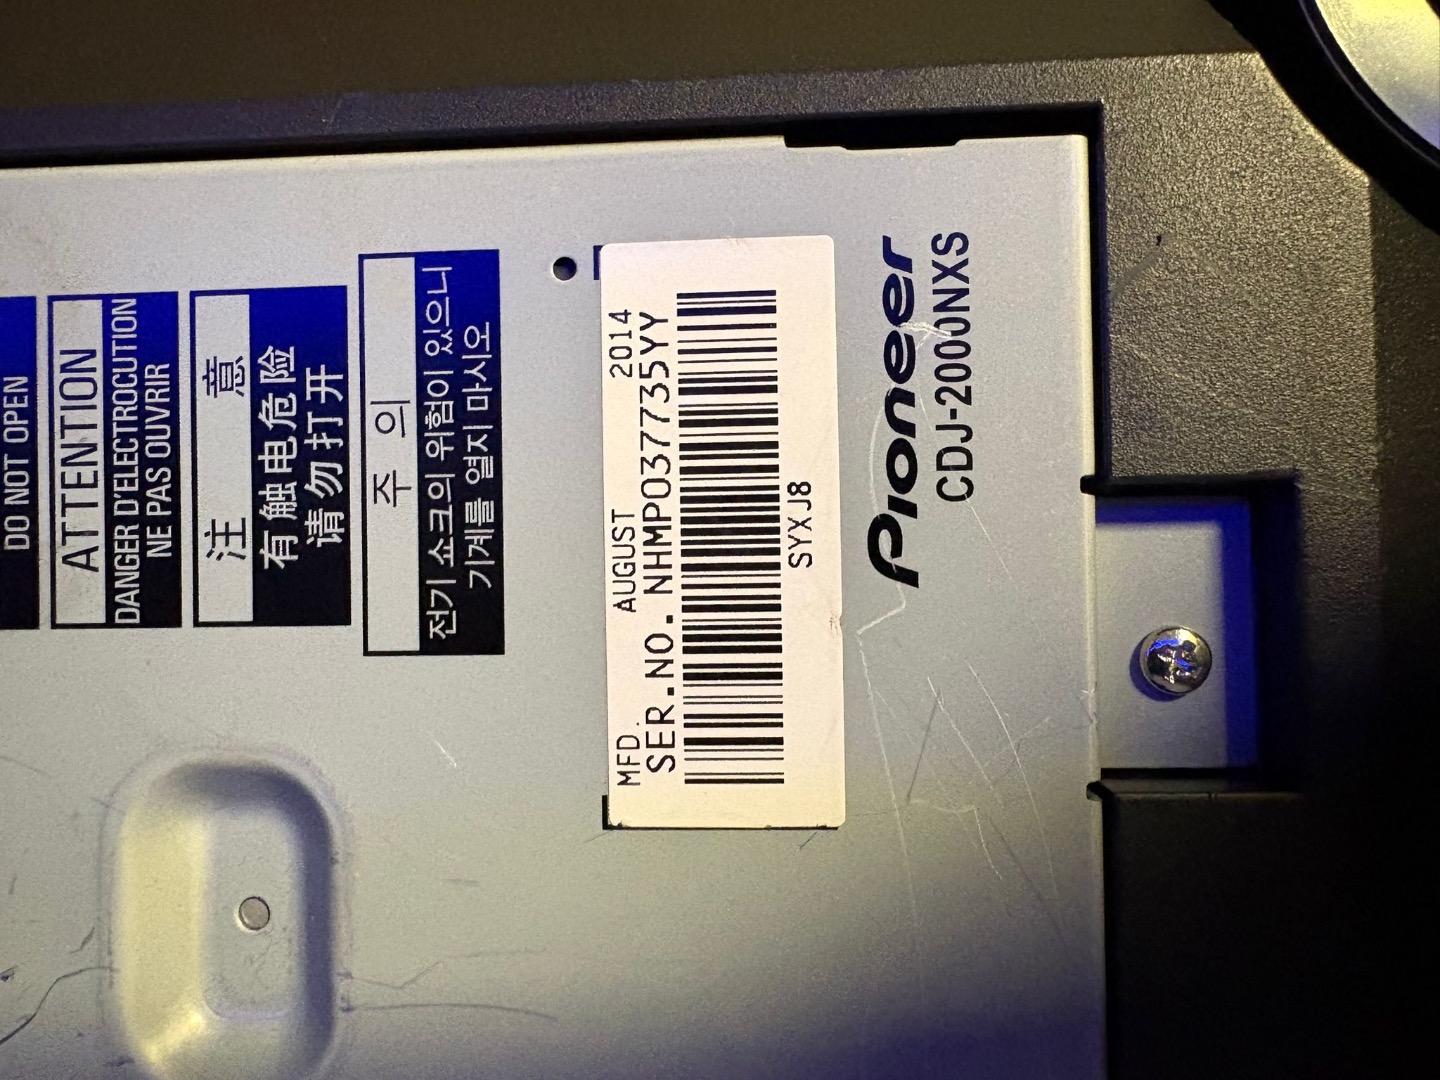 DO NOT OPEN
ATTENTION
DANGER D'ELECTROCUTION
NE PAS OUVRIR
注 意
有触电危险
请勿打开
주 의
전기 쇼크의 위험이 있으니
기계를 열지 마시오
MFD. AUGUST 2014
SER.NO. NHMP037735YY
SYXJ8
Pioneer
CDJ-2000NXS